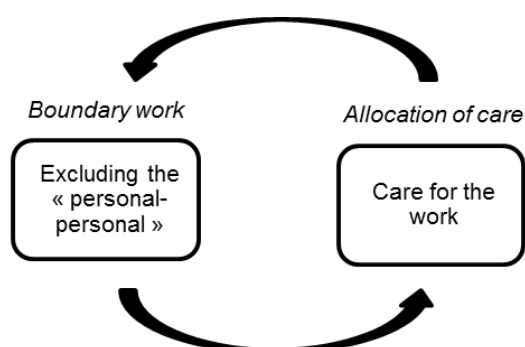 Boundary work
Allocation of care
Excluding the
« personal-
personal »
Care for the
work